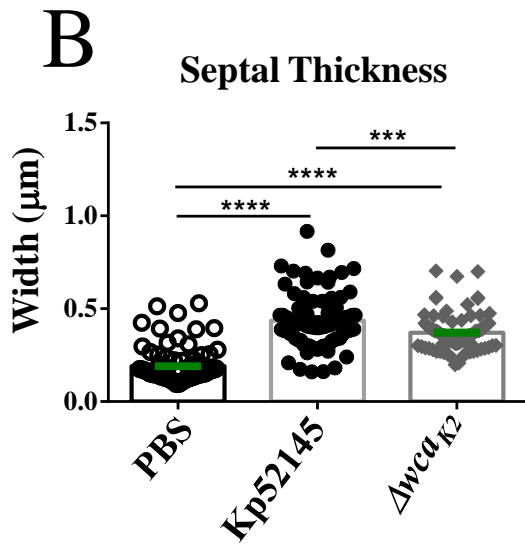 B
Septal Thickness
Width (µm)
1.5
1.0
0.5
0.0
***
****
****
PBS
Kp52145
ΔwcaK2